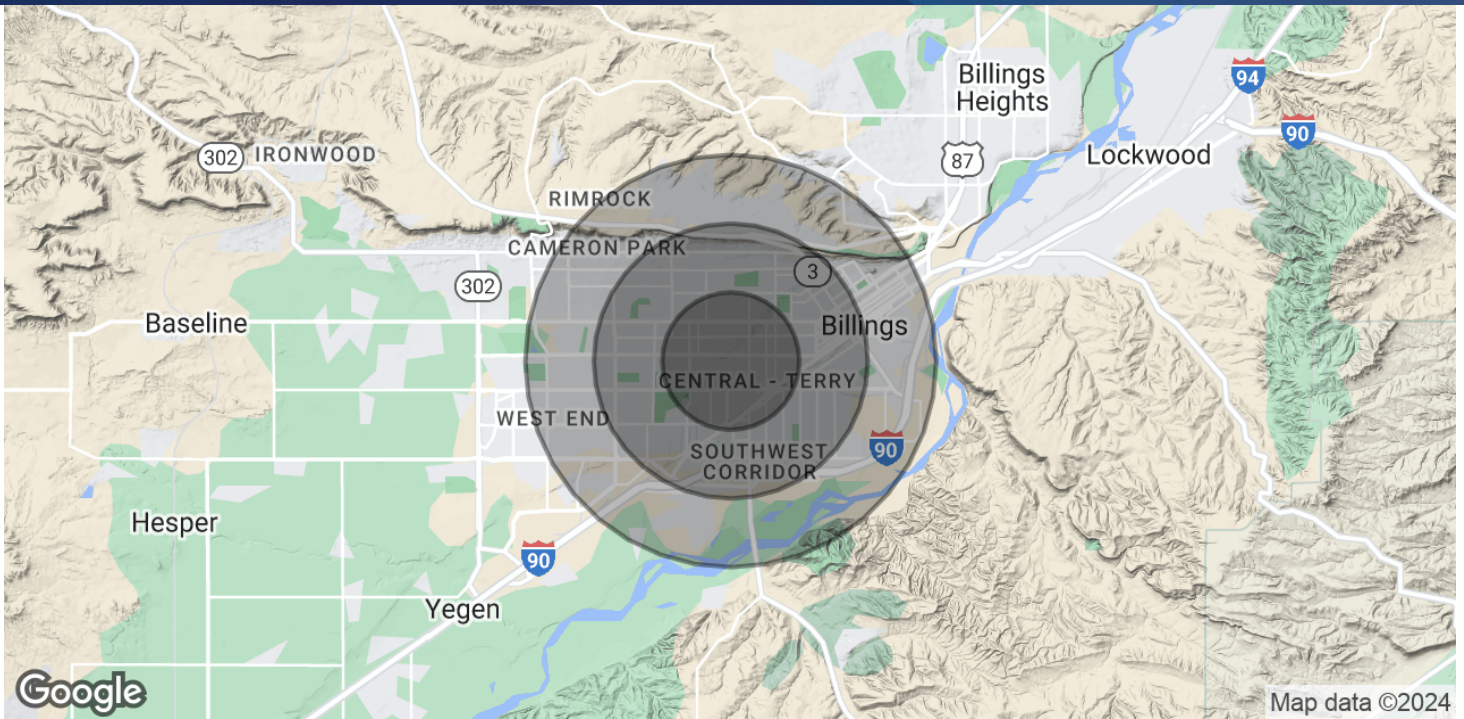 Billings
Heights
94
90
302
IRONWOOD
87
Lockwood
RIMROCK
CAMERON PARK
3
302
Baseline
Billings
CENTRAL - TERRY
WEST END
SOUTHWEST
CORRIDOR
90
Hesper
90
Yegen
Google
Map data ©2024